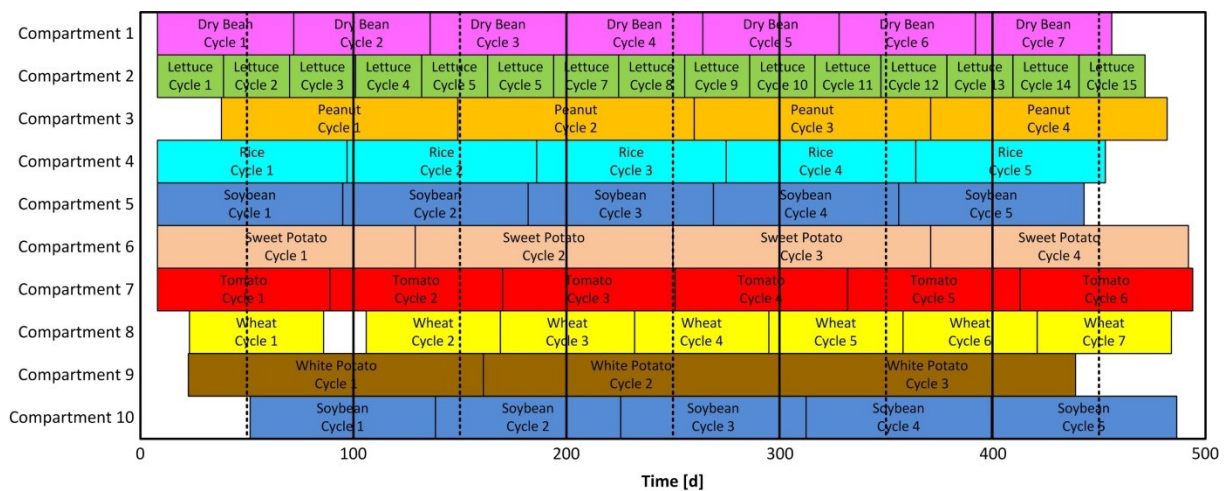 Compartment 1
Dry Bean Dry Bean Dry Bean Dry Bean Dry Bean Dry Bean Dry Bean
Cycle 1 Cycle 2 Cycle 3 Cycle 4 Cycle 5 Cycle 6 Cycle 7
Compartment 2
Lettuce Lettuce Lettuce Lettuce Lettuce Lettuce Lettuce Lettuce Lettuce Lettuce Lettuce Lettuce Lettuce Lettuce Lettuce
Cycle 1 Cycle 2 Cycle 3 Cycle 4 Cycle 5 Cycle 5 Cycle 7 Cycle 8 Cycle 9 Cycle 10 Cycle 11 Cycle 12 Cycle 13 Cycle 14 Cycle 15
Compartment 3
Peanut Peanut Peanut Peanut
Cycle 1 Cycle 2 Cycle 3 Cycle 4
Compartment 4
Rice Rice Rice Rice Rice
Cycle 1 Cycle 2 Cycle 3 Cycle 4 Cycle 5
Compartment 5
Soybean Soybean Soybean Soybean Soybean
Cycle 1 Cycle 2 Cycle 3 Cycle 4 Cycle 5
Compartment 6
Sweet Potato Sweet Potato Sweet Potato Sweet Potato
Cycle 1 Cycle 2 Cycle 3 Cycle 4
Compartment 7
Tomato Tomato Tomato Tomato Tomato Tomato
Cycle 1 Cycle 2 Cycle 3 Cycle 4 Cycle 5 Cycle 6
Compartment 8
Wheat Wheat Wheat Wheat Wheat Wheat Wheat
Cycle 1 Cycle 2 Cycle 3 Cycle 4 Cycle 5 Cycle 6 Cycle 7
Compartment 9
White Potato White Potato White Potato
Cycle 1 Cycle 2 Cycle 3
Compartment 10
Soybean Soybean Soybean Soybean Soybean
Cycle 1 Cycle 2 Cycle 3 Cycle 4 Cycle 5
0 100 200 300 400 500
Time [d]